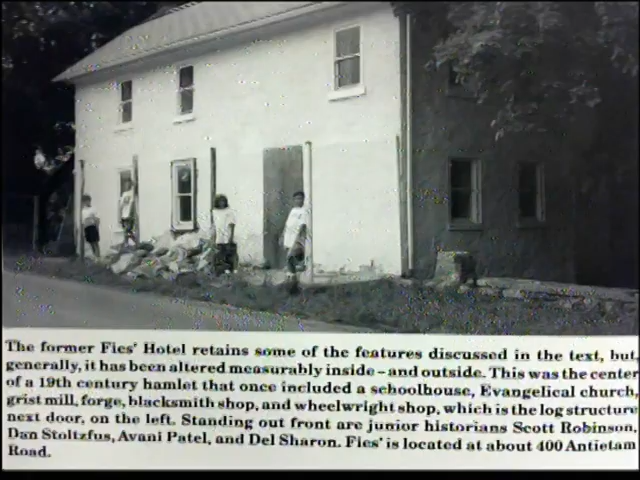 The former Fies' Hotel retains some of the features discussed in the text, but,
generally, it has been altered measurably inside – and outside. This was the center
of a 19th century hamlet that once included a schoolhouse, Evangelical church,
grist mill, forge, blacksmith shop, and wheelwright shop, which is the log structure
next door, on the left. Standing out front are junior historians Scott Robinson,
Dan Stoltzfus, Avani Patel, and Del Sharon. Fies' is located at about 400 Antietam
Road.